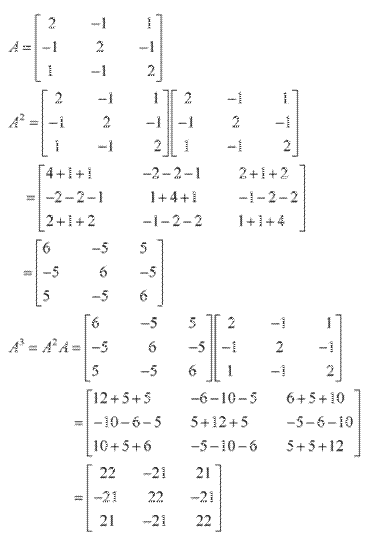 A = [ 2 −1 1
−1 2 −1
1 −1 2 ]
A² = [ 2 −1 1 ] [ 2 −1 1 ]
[ −1 2 −1 ] [ −1 2 −1 ]
[ 1 −1 2 ] [ 1 −1 2 ]
= [ 4+1+1 −2−2−1 2+1+2
−2−2−1 1+4+1 −1−2−2
2+1+2 −1−2−2 1+1+4 ]
= [ 6 −5 5
−5 6 −5
5 −5 6 ]
A³ = A²A = [ 6 −5 5 ] [ 2 −1 1 ]
[ −5 6 −5 ] [ −1 2 −1 ]
[ 5 −5 6 ] [ 1 −1 2 ]
= [ 12+5+5 −6−10−5 6+5+10
−10−6−5 5+12+5 −5−6−10
10+5+6 −5−10−6 5+5+12 ]
= [ 22 −21 21
−21 22 −21
21 −21 22 ]